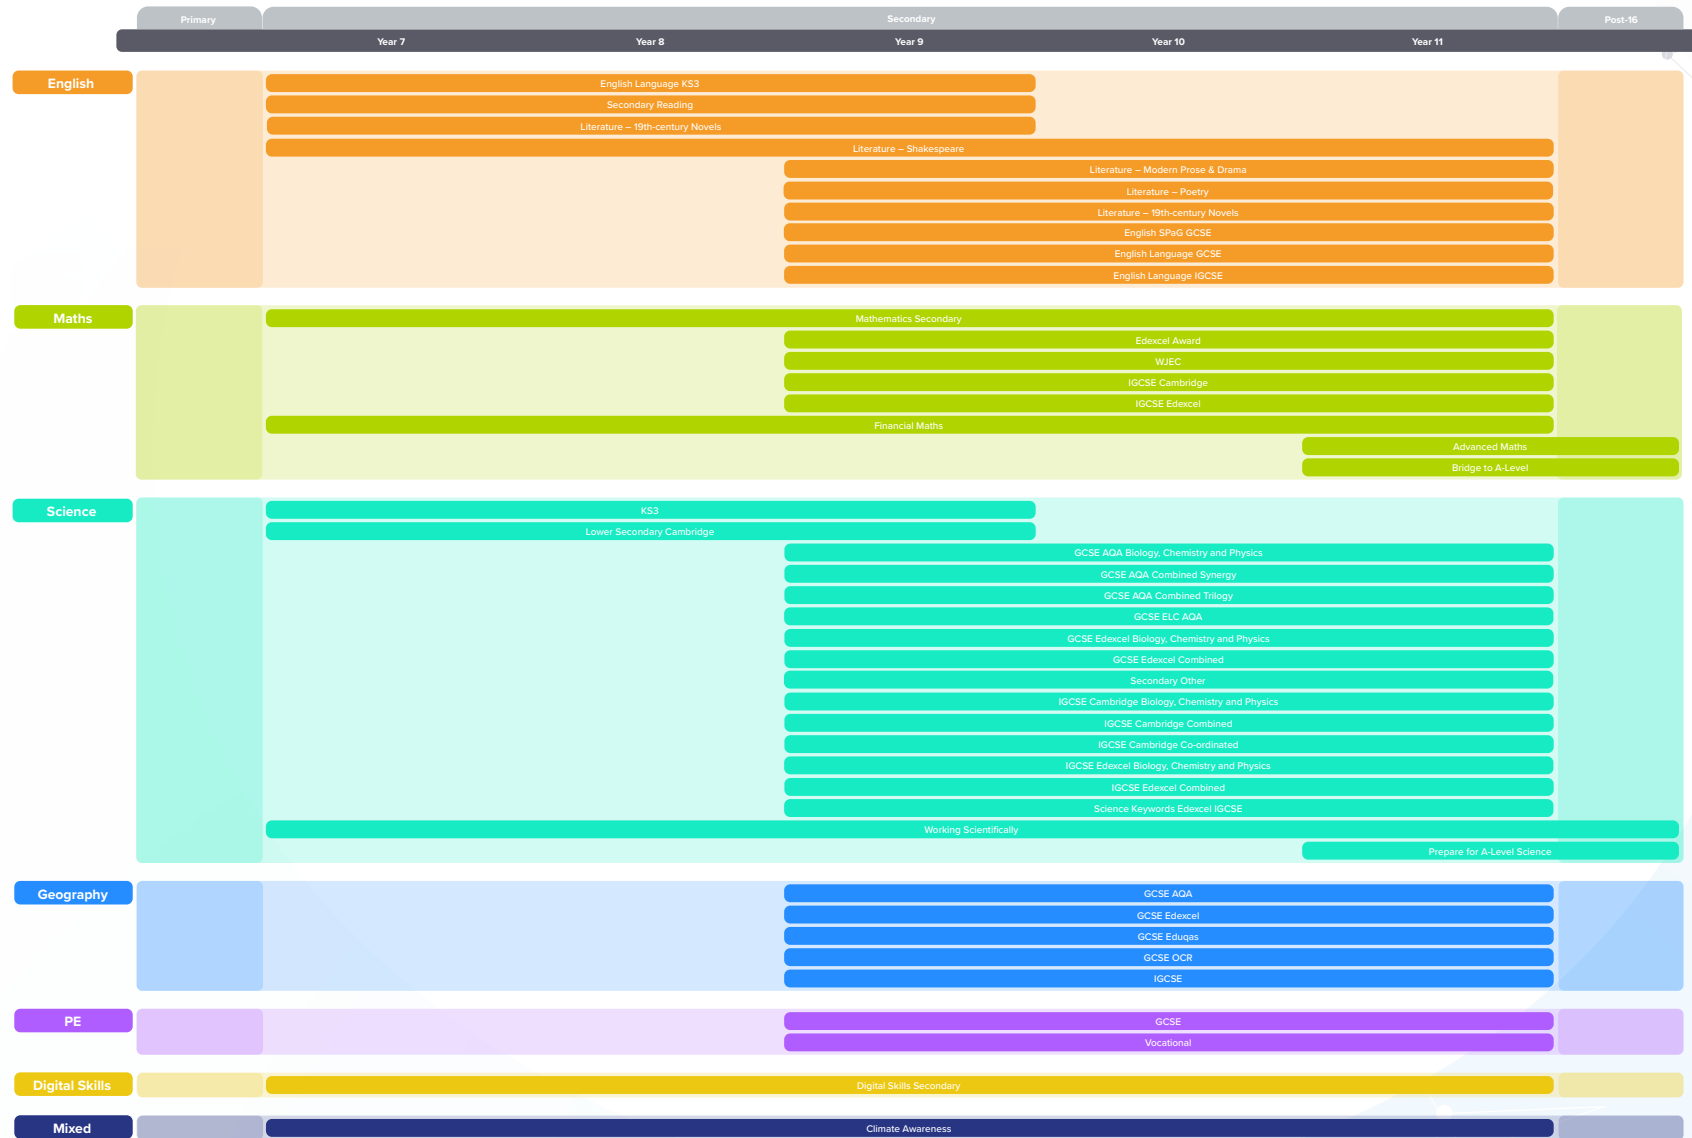 Primary
Secondary
Post-16
Year 7
Year 8
Year 9
Year 10
Year 11
English
English Language KS3
Secondary Reading
Literature – 19th-century Novels
Literature – Shakespeare
Literature – Modern Prose & Drama
Literature – Poetry
Literature – 19th-century Novels
English SPaG GCSE
English Language GCSE
English Language IGCSE
Maths
Mathematics Secondary
Edexcel Award
WJEC
IGCSE Cambridge
IGCSE Edexcel
Financial Maths
Advanced Maths
Bridge to A-Level
Science
KS3
Lower Secondary Cambridge
GCSE AQA Biology, Chemistry and Physics
GCSE AQA Combined Synergy
GCSE AQA Combined Trilogy
GCSE ELC AQA
GCSE Edexcel Biology, Chemistry and Physics
GCSE Edexcel Combined
Secondary Other
IGCSE Cambridge Biology, Chemistry and Physics
IGCSE Cambridge Combined
IGCSE Cambridge Co-ordinated
IGCSE Edexcel Biology, Chemistry and Physics
IGCSE Edexcel Combined
Science Keywords Edexcel IGCSE
Working Scientifically
Prepare for A-Level Science
Geography
GCSE AQA
GCSE Edexcel
GCSE Eduqas
GCSE OCR
IGCSE
PE
GCSE
Vocational
Digital Skills
Digital Skills Secondary
Mixed
Climate Awareness